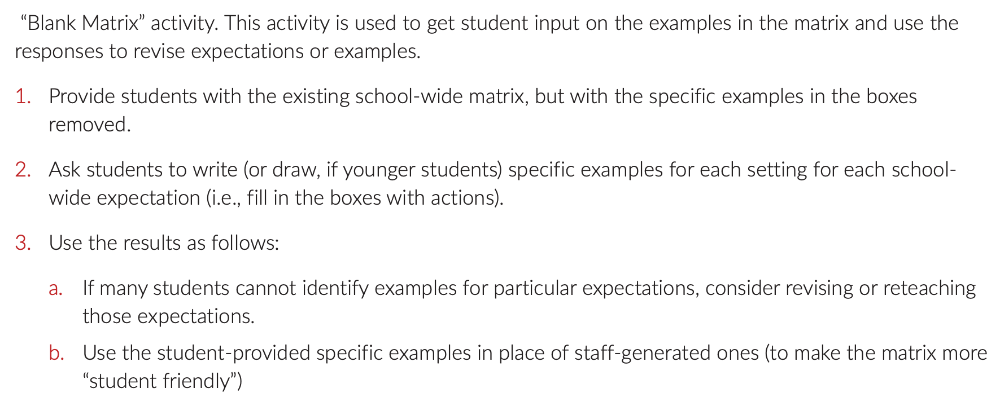 “Blank Matrix” activity. This activity is used to get student input on the examples in the matrix and use the
responses to revise expectations or examples.
1. Provide students with the existing school-wide matrix, but with the specific examples in the boxes
removed.
2. Ask students to write (or draw, if younger students) specific examples for each setting for each school-
wide expectation (i.e., fill in the boxes with actions).
3. Use the results as follows:
a. If many students cannot identify examples for particular expectations, consider revising or reteaching
those expectations.
b. Use the student-provided specific examples in place of staff-generated ones (to make the matrix more
“student friendly”)